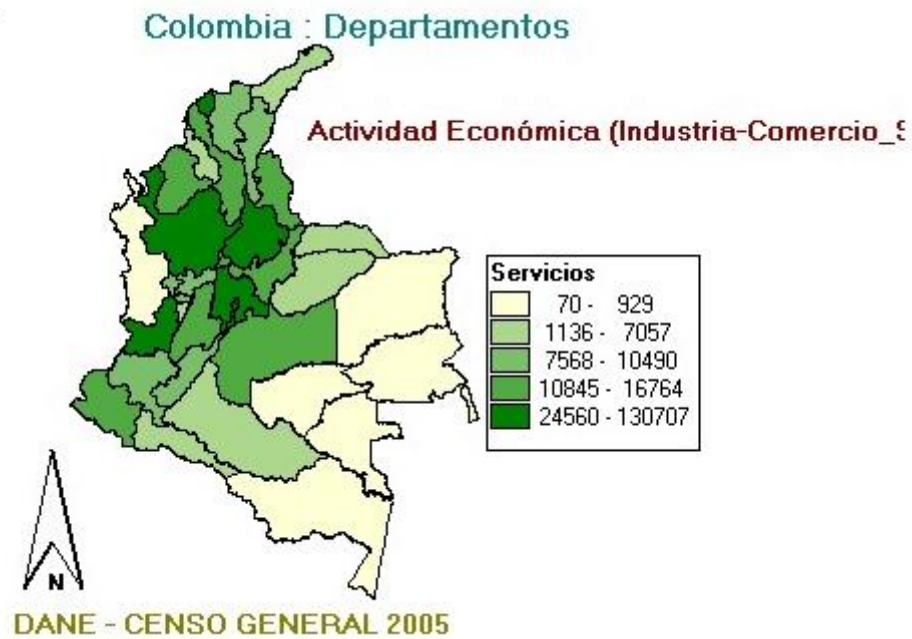 Colombia : Departamentos
Actividad Económica (Industria-Comercio_S
Servicios
70 - 929
1136 - 7057
7568 - 10490
10845 - 16764
24560 - 130707
N
DANE - CENSO GENERAL 2005